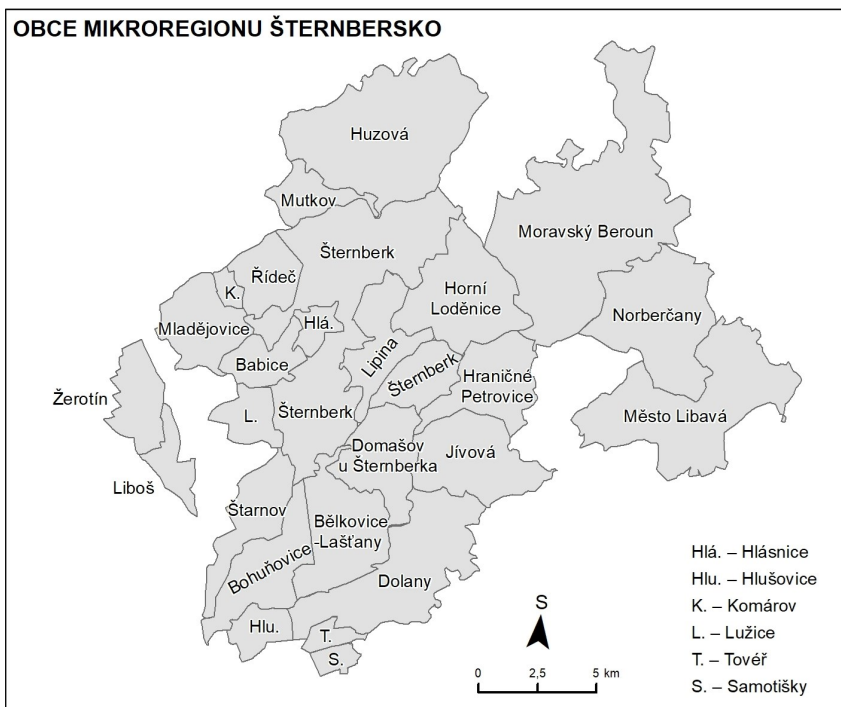 OBCE MIKROREGIONU ŠTERNBERSKO
Huzová
Mutkov
Moravský Beroun
Šternberk
Řídeč
K.
Horní
Loděnice
Norberčany
Hlá.
Mladějovice
Lipina
Babice
Šternberk
Hraničné
Petrovice
Žerotín
L.
Šternberk
Město Libavá
Domašov
u Šternberka
Jívová
Liboš
Štarnov
Bělkovice
-Lašťany
Bohuňovice
Dolany
Hlu.
T.
S.
S
0 2,5 5 km
Hlá. – Hlásnice
Hlu. – Hlušovice
K. – Komárov
L. – Lužice
T. – Tovéř
S. – Samotišky